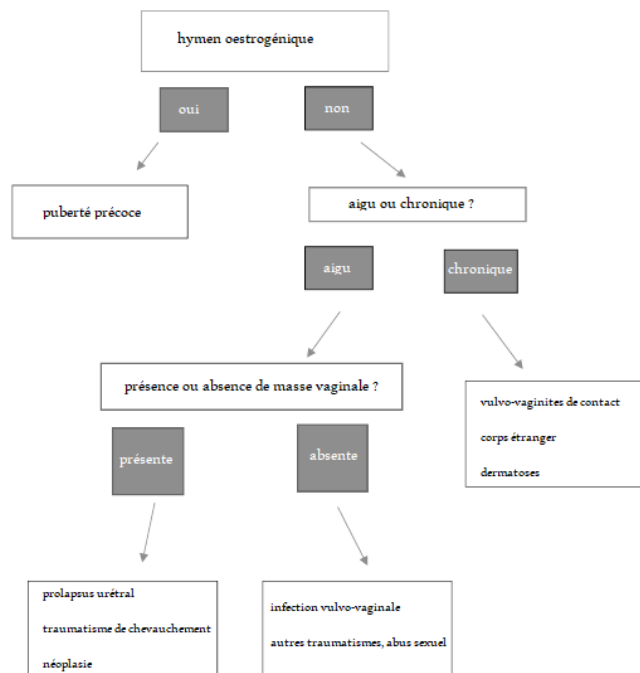 hymen oestrogénique
oui
non
puberté précoce
aigu ou chronique ?
aigu
chronique
présence ou absence de masse vaginale ?
vulvo-vaginites de contact
corps étranger
dermatoses
présente
absente
prolapsus urétral
traumatisme de chevauchement
néoplasie
infection vulvo-vaginale
autres traumatismes, abus sexuel